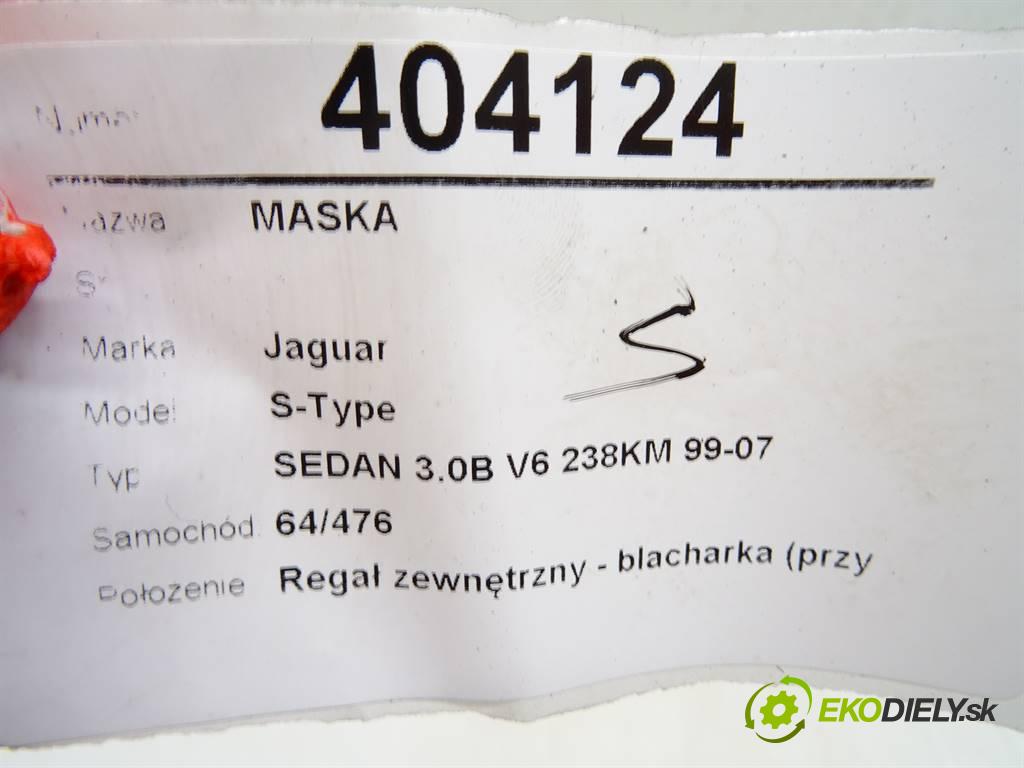 404124
MASKA
Marka Jaguar
Model S-Type
Typ SEDAN 3.0B V6 238KM 99-07
Samochód 64/476
Położenie Regał zewnętrzny - blacharka (przy
S
EKODIELY.sk